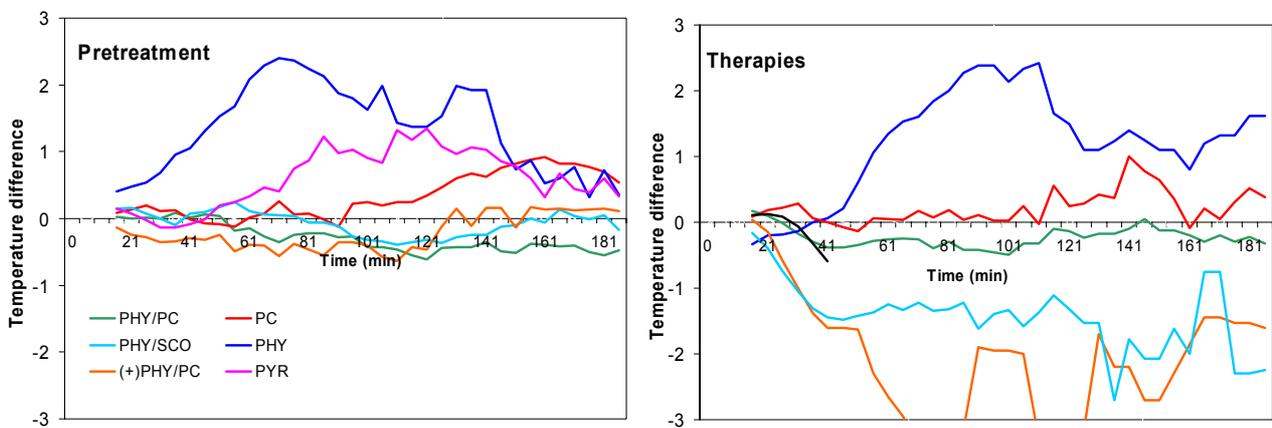 Pretreatment
Temperature difference
3
2
1
0
-1
-2
-3
0 21 41 61 81 101 121 141 161 181
Time (min)
PHY/PC PC
PHY/SCO PHY
(+)PHY/PC PYR
Therapies
Temperature difference
3
2
1
0
-1
-2
-3
0 21 41 61 81 101 121 141 161 181
Time (min)